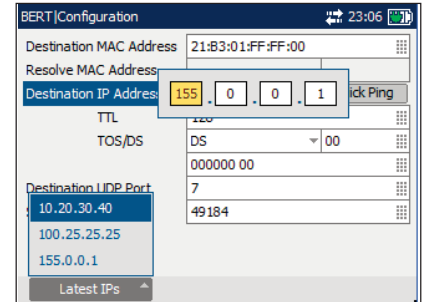 BERT|Configuration 23:06
Destination MAC Address 21:B3:01:FF:FF:00
Resolve MAC Address
Destination IP Address 155 . 0 . 0 . 1 ick Ping
TTL 128
TOS/DS DS 00
000000 00
Destination UDP Port 7
49184
10.20.30.40
100.25.25.25
155.0.0.1
Latest IPs